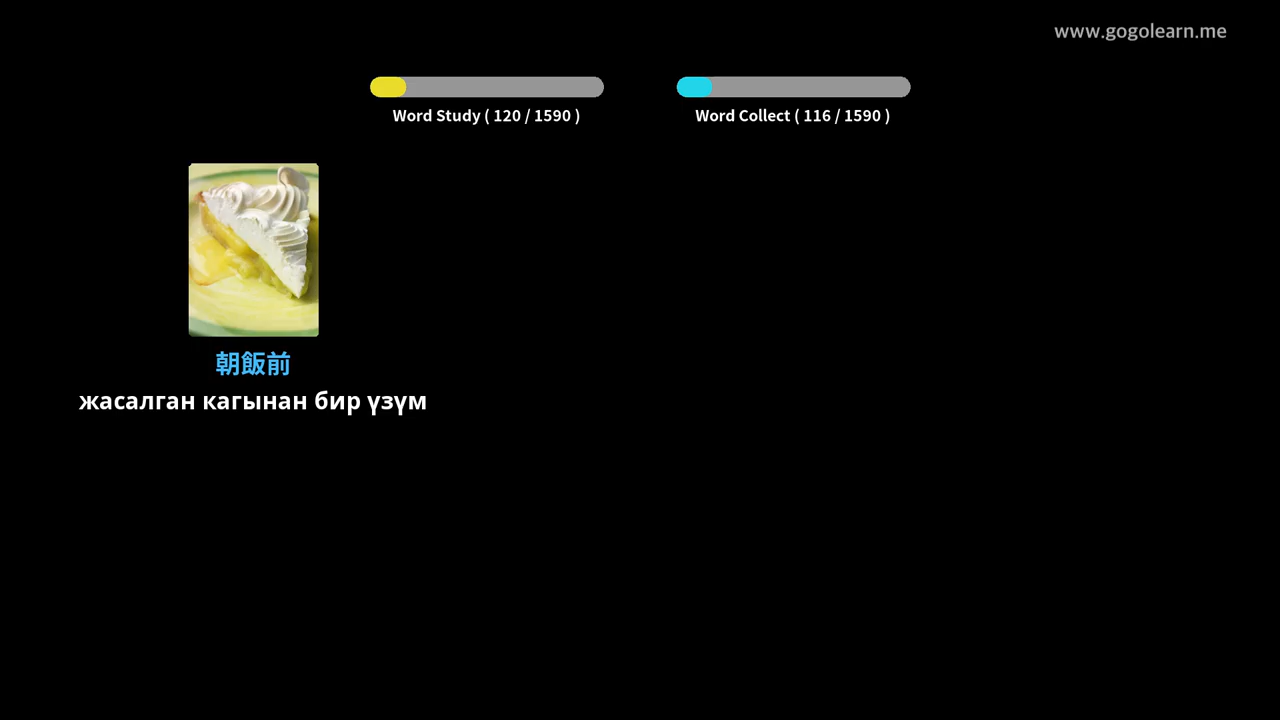 www.gogolearn.me
Word Study ( 120 / 1590 )
Word Collect ( 116 / 1590 )
朝飯前
жасалган кагынан бир үзүм